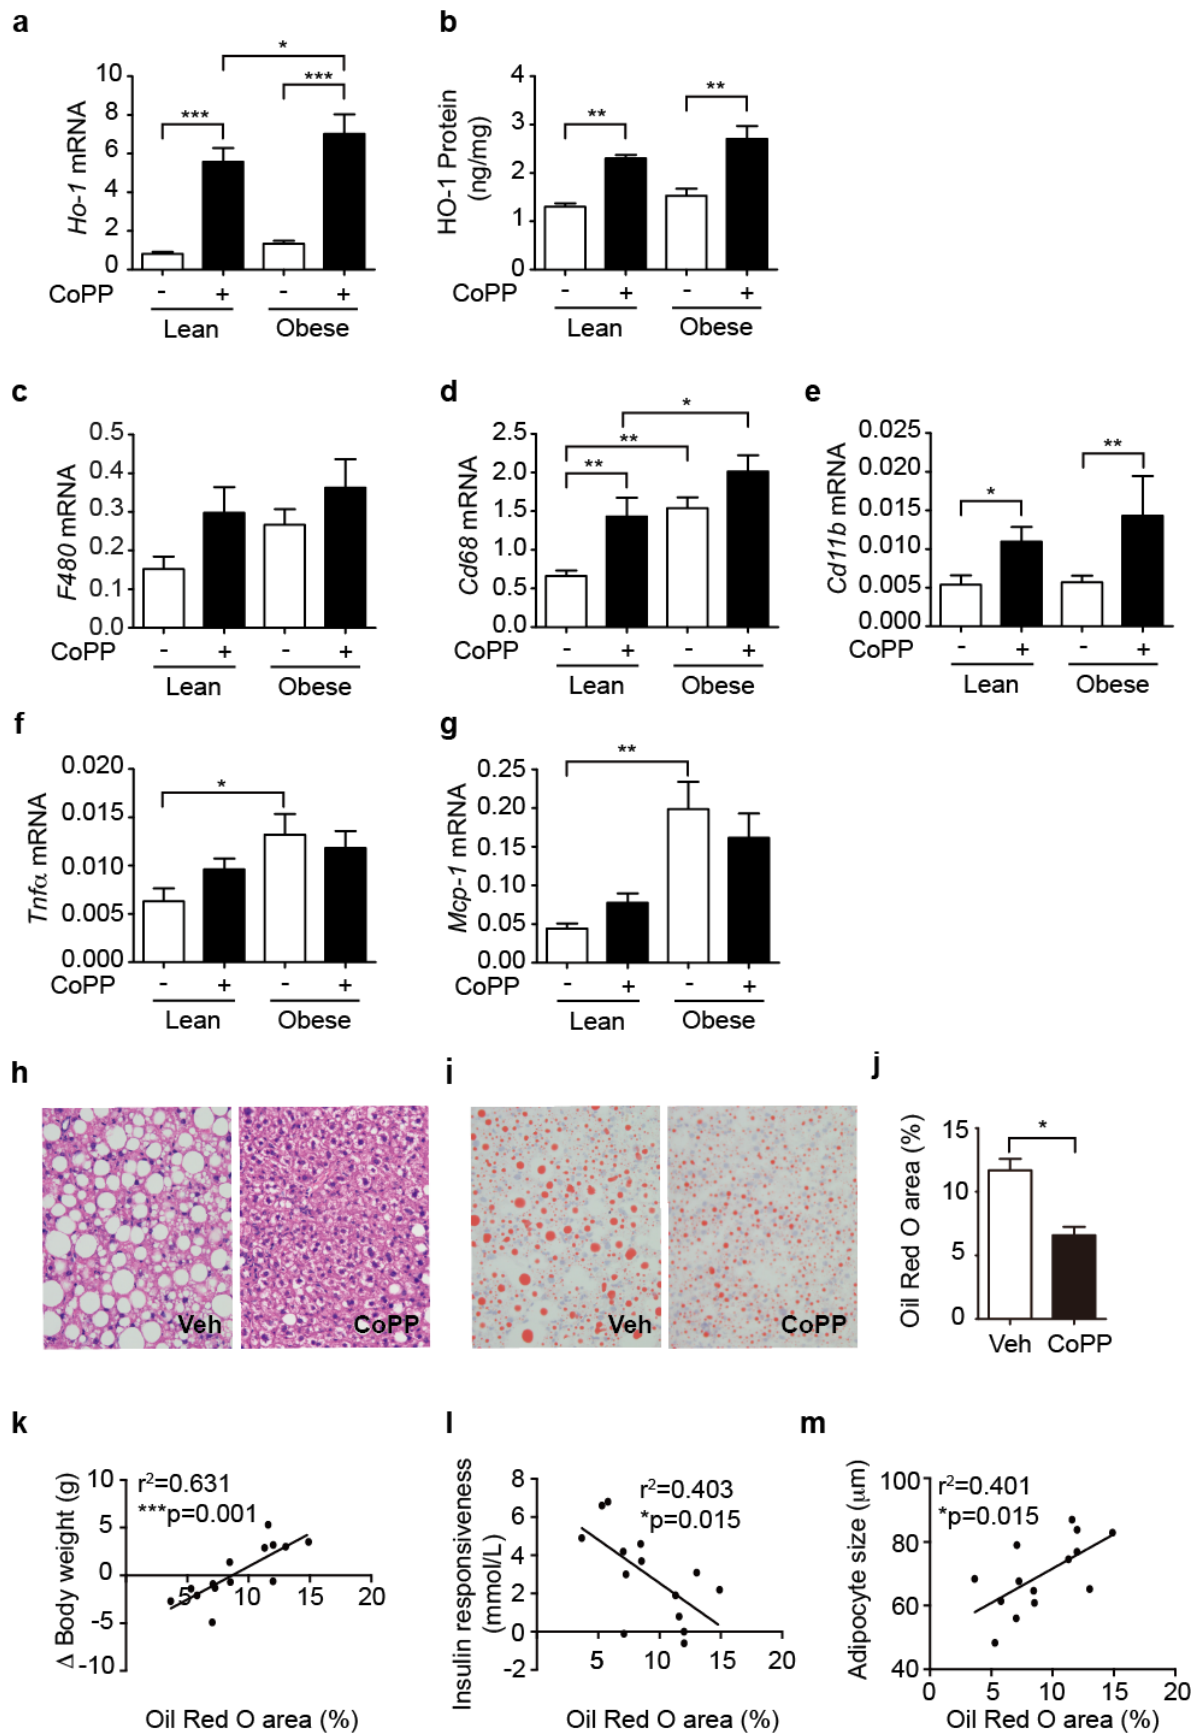 a
Ho-1 mRNA
10
8
6
4
2
0
***
***
*
CoPP - + - +
Lean Obese
b
HO-1 Protein
(ng/mg)
4
3
2
1
0
**
**
CoPP - + - +
Lean Obese
c
F480 mRNA
0.5
0.4
0.3
0.2
0.1
0.0
CoPP - + - +
Lean Obese
d
Cd68 mRNA
2.5
2.0
1.5
1.0
0.5
0.0
**
**
*
CoPP - + - +
Lean Obese
e
Cd11b mRNA
0.025
0.020
0.015
0.010
0.005
0.000
*
**
- + - +
Lean Obese
f
Tnfα mRNA
0.020
0.015
0.010
0.005
0.000
*
CoPP - + - +
Lean Obese
g
Mcp-1 mRNA
0.25
0.20
0.15
0.10
0.05
0.00
**
CoPP - + - +
Lean Obese
h
Veh
CoPP
i
Veh
CoPP
j
Oil Red O area (%)
15
10
5
0
*
Veh CoPP
k
r²=0.631
***p=0.001
Δ Body weight (g)
10
5
0
-5
-10
5 10 15 20
Oil Red O area (%)
l
r²=0.403
*p=0.015
Insulin responsiveness
(mmol/L)
8
6
4
2
0
-2
5 10 15 20
Oil Red O area (%)
m
r²=0.401
*p=0.015
Adipocyte size (μm)
100
80
60
40
0 5 10 15 20
Oil Red O area (%)